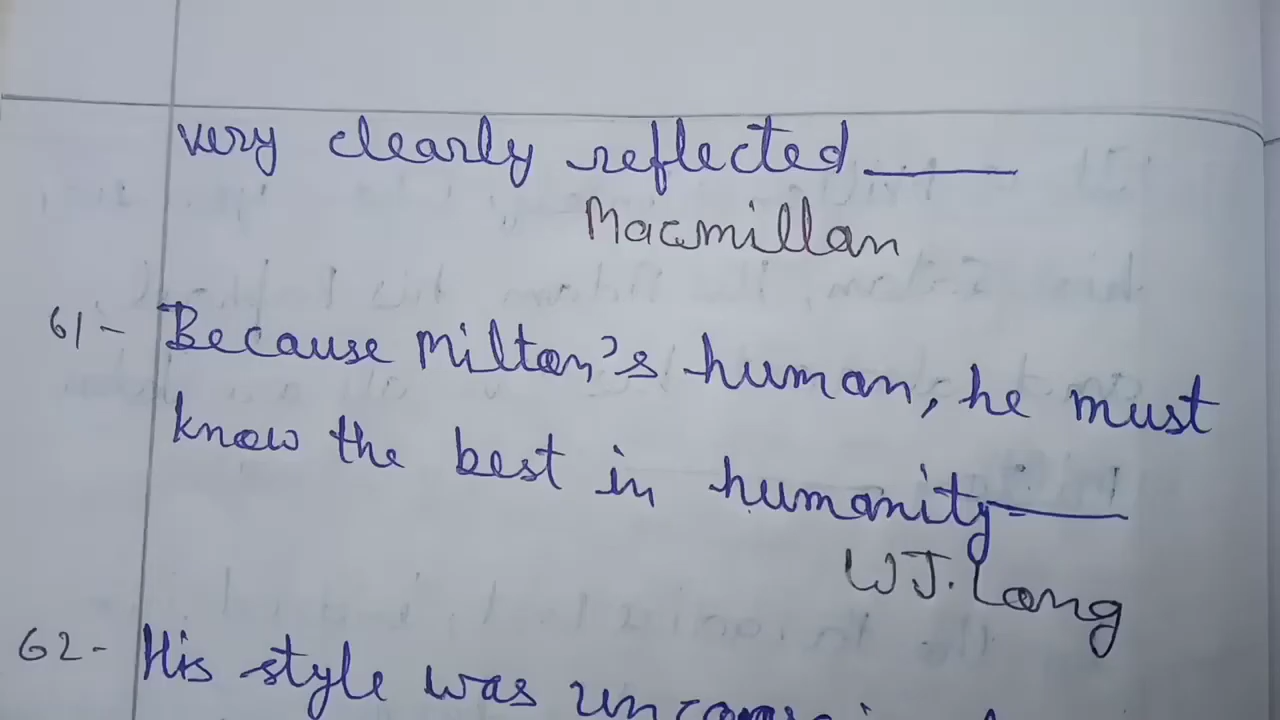 very clearly reflected
Macmillan
61- Because Milton's human, he must
know the best in humanity
W.J. Long
62- His style was